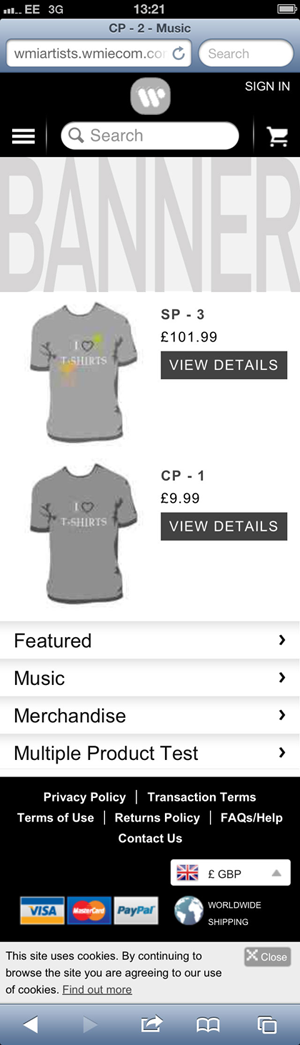 EE 3G 13:21
CP - 2 - Music
wmiartists.wmiecom.co
Search
SIGN IN
Search
BANNER
SP - 3
£101.99
VIEW DETAILS
I T-SHIRTS
CP - 1
£9.99
VIEW DETAILS
I T-SHIRTS
Featured
Music
Merchandise
Multiple Product Test
Privacy Policy | Transaction Terms
Terms of Use | Returns Policy | FAQs/Help
Contact Us
£ GBP
VISA MasterCard PayPal WORLDWIDE
SHIPPING
This site uses cookies. By continuing to
browse the site you are agreeing to our use
of cookies. Find out more
Close